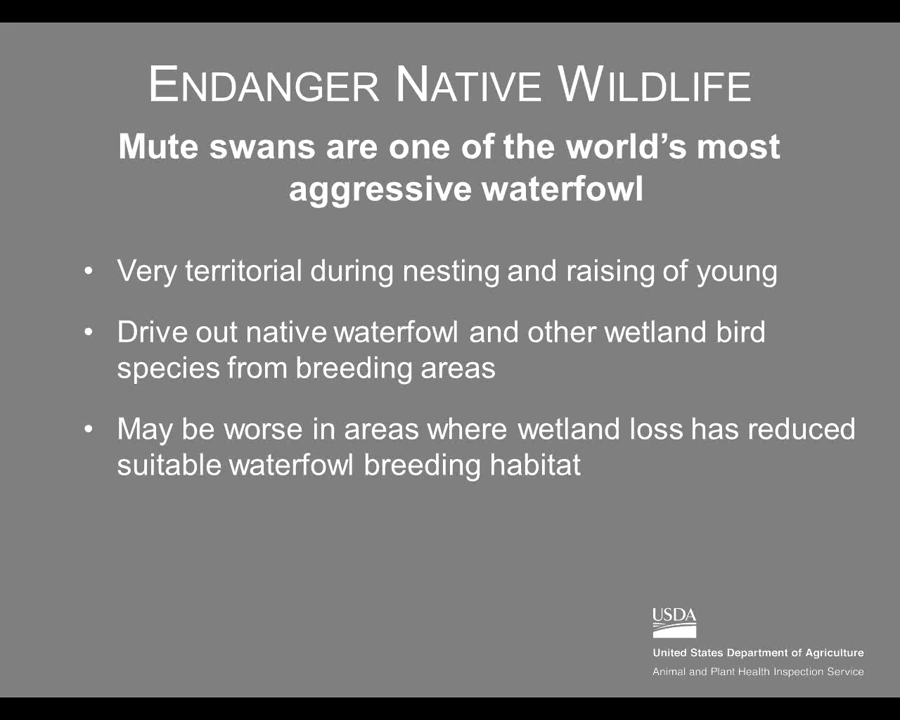 ENDANGER NATIVE WILDLIFE
Mute swans are one of the world's most
aggressive waterfowl
• Very territorial during nesting and raising of young
• Drive out native waterfowl and other wetland bird
species from breeding areas
• May be worse in areas where wetland loss has reduced
suitable waterfowl breeding habitat
USDA
United States Department of Agriculture
Animal and Plant Health Inspection Service